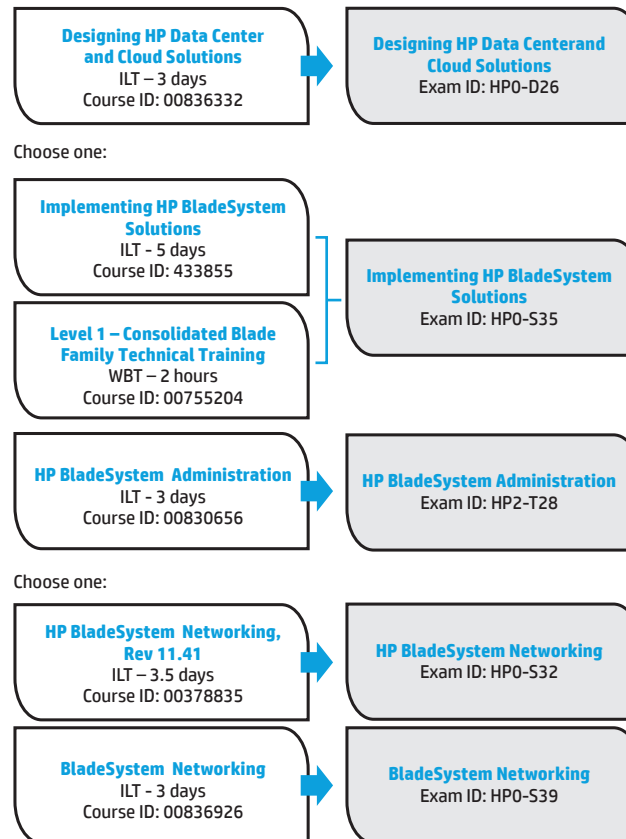 Designing HP Data Center
and Cloud Solutions
ILT – 3 days
Course ID: 00836332
Designing HP Data Centerand
Cloud Solutions
Exam ID: HP0-D26
Choose one:
Implementing HP BladeSystem
Solutions
ILT - 5 days
Course ID: 433855
Level 1 – Consolidated Blade
Family Technical Training
WBT – 2 hours
Course ID: 00755204
Implementing HP BladeSystem
Solutions
Exam ID: HP0-S35
HP BladeSystem Administration
ILT - 3 days
Course ID: 00830656
HP BladeSystem Administration
Exam ID: HP2-T28
Choose one:
HP BladeSystem Networking,
Rev 11.41
ILT – 3.5 days
Course ID: 00378835
HP BladeSystem Networking
Exam ID: HP0-S32
BladeSystem Networking
ILT - 3 days
Course ID: 00836926
BladeSystem Networking
Exam ID: HP0-S39